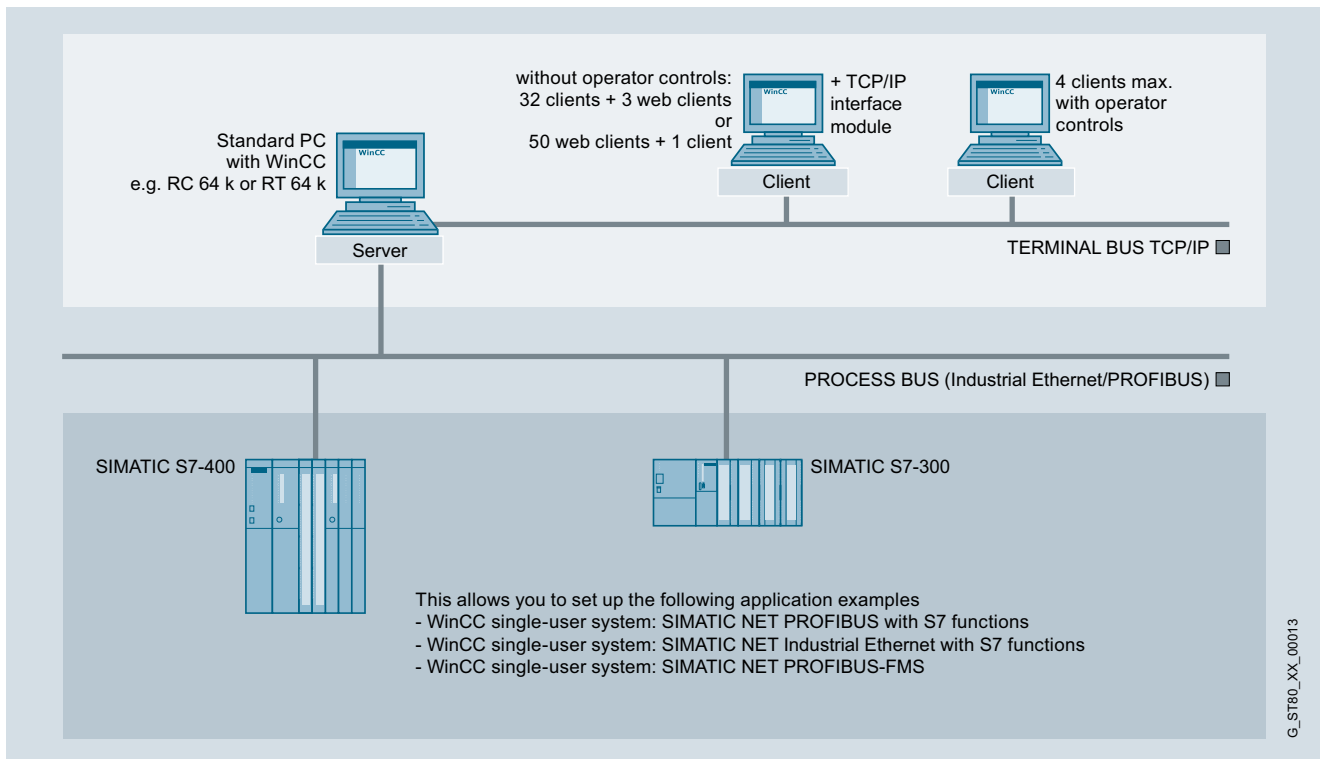 without operator controls:
32 clients + 3 web clients
or
50 web clients + 1 client
WinCC
+ TCP/IP
interface
module
Client
WinCC
4 clients max.
with operator
controls
Client
Standard PC
with WinCC
e.g. RC 64 k or RT 64 k
WinCC
Server
TERMINAL BUS TCP/IP
PROCESS BUS (Industrial Ethernet/PROFIBUS)
SIMATIC S7-400
SIMATIC S7-300
This allows you to set up the following application examples
- WinCC single-user system: SIMATIC NET PROFIBUS with S7 functions
- WinCC single-user system: SIMATIC NET Industrial Ethernet with S7 functions
- WinCC single-user system: SIMATIC NET PROFIBUS-FMS
G_ST80_XX_00013